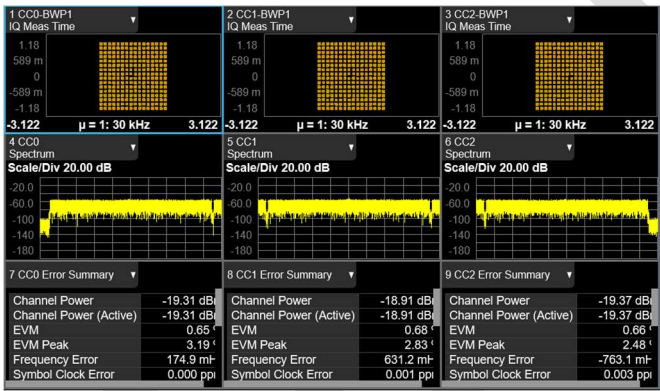 1 CC0-BWP1
IQ Meas Time
1.18
589 m
0
-589 m
-1.18
-3.122 µ = 1: 30 kHz 3.122
2 CC1-BWP1
IQ Meas Time
1.18
589 m
0
-589 m
-1.18
-3.122 µ = 1: 30 kHz 3.122
3 CC2-BWP1
IQ Meas Time
1.18
589 m
0
-589 m
-1.18
-3.122 µ = 1: 30 kHz 3.122
4 CC0
Spectrum
Scale/Div 20.00 dB
-20.0
-60.0
-100
-140
-180
5 CC1
Spectrum
Scale/Div 20.00 dB
-20.0
-60.0
-100
-140
-180
6 CC2
Spectrum
Scale/Div 20.00 dB
-20.0
-60.0
-100
-140
-180
7 CC0 Error Summary
Channel Power -19.31 dB
Channel Power (Active) -19.31 dB
EVM 0.65
EVM Peak 3.19
Frequency Error 174.9 m
Symbol Clock Error 0.000 pp
8 CC1 Error Summary
Channel Power -18.91 dB
Channel Power (Active) -18.91 dB
EVM 0.68
EVM Peak 2.83
Frequency Error 631.2 m
Symbol Clock Error 0.001 pp
9 CC2 Error Summary
Channel Power -19.37 dB
Channel Power (Active) -19.37 dB
EVM 0.66
EVM Peak 2.48
Frequency Error -763.1 m
Symbol Clock Error 0.003 pp